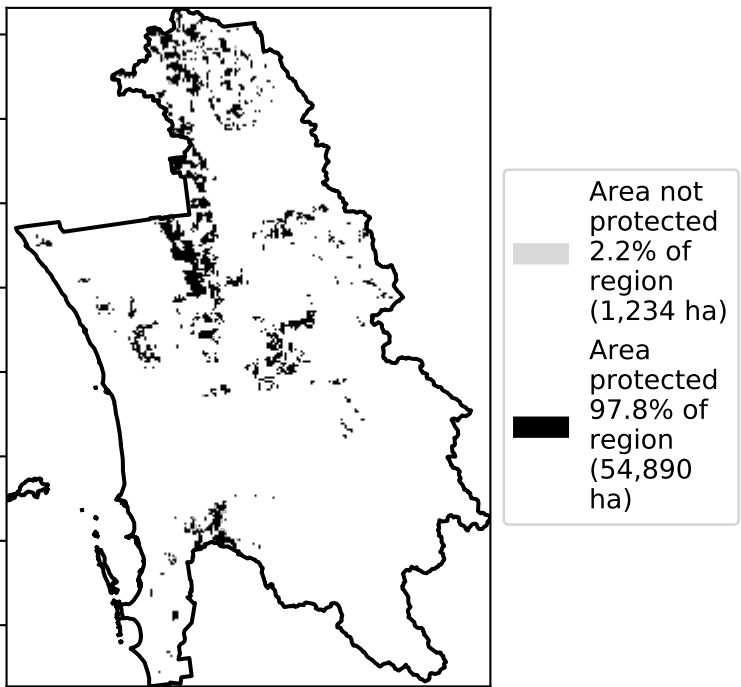 Area not
protected
2.2% of
region
(1,234 ha)
Area
protected
97.8% of
region
(54,890
ha)